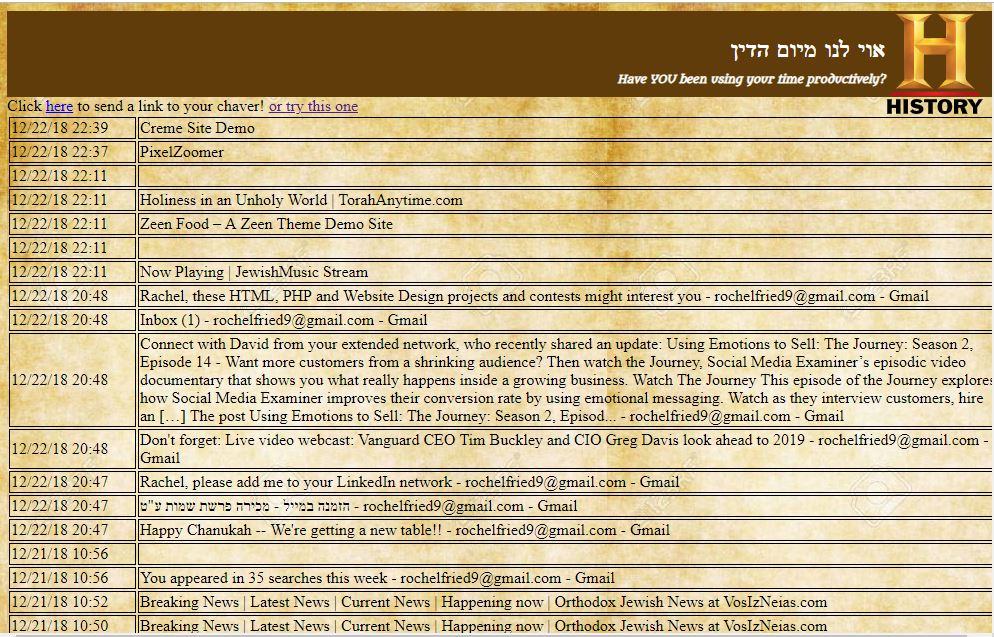 אוי לנו מיום הדין
Have YOU been using your time productively?
HISTORY
Click here to send a link to your chaver! or try this one
12/22/18 22:39 Creme Site Demo
12/22/18 22:37 PixelZoomer
12/22/18 22:11
12/22/18 22:11 Holiness in an Unholy World | TorahAnytime.com
12/22/18 22:11 Zeen Food – A Zeen Theme Demo Site
12/22/18 22:11
12/22/18 22:11 Now Playing | JewishMusic Stream
12/22/18 20:48 Rachel, these HTML, PHP and Website Design projects and contests might interest you - rochelfried9@gmail.com - Gmail
12/22/18 20:48 Inbox (1) - rochelfried9@gmail.com - Gmail
12/22/18 20:48 Connect with David from your extended network, who recently shared an update: Using Emotions to Sell: The Journey: Season 2,
Episode 14 - Want more customers from a shrinking audience? Then watch the Journey, Social Media Examiner's episodic video
documentary that shows you what really happens inside a growing business. Watch The Journey This episode of the Journey explores
how Social Media Examiner improves their conversion rate by using emotional messaging. Watch as they interview customers, hire
an […] The post Using Emotions to Sell: The Journey: Season 2, Episod... - rochelfried9@gmail.com - Gmail
12/22/18 20:48 Don't forget: Live video webcast: Vanguard CEO Tim Buckley and CIO Greg Davis look ahead to 2019 - rochelfried9@gmail.com -
Gmail
12/22/18 20:47 Rachel, please add me to your LinkedIn network - rochelfried9@gmail.com - Gmail
12/22/18 20:47 הזמנה במייל - מכירה פרשת שמות ע"ט - rochelfried9@gmail.com - Gmail
12/22/18 20:47 Happy Chanukah -- We're getting a new table!! - rochelfried9@gmail.com - Gmail
12/21/18 10:56
12/21/18 10:56 You appeared in 35 searches this week - rochelfried9@gmail.com - Gmail
12/21/18 10:52 Breaking News | Latest News | Current News | Happening now | Orthodox Jewish News at VosIzNeias.com
12/21/18 10:50 Breaking News | Latest News | Current News | Happening now | Orthodox Jewish News at VosIzNeias.com